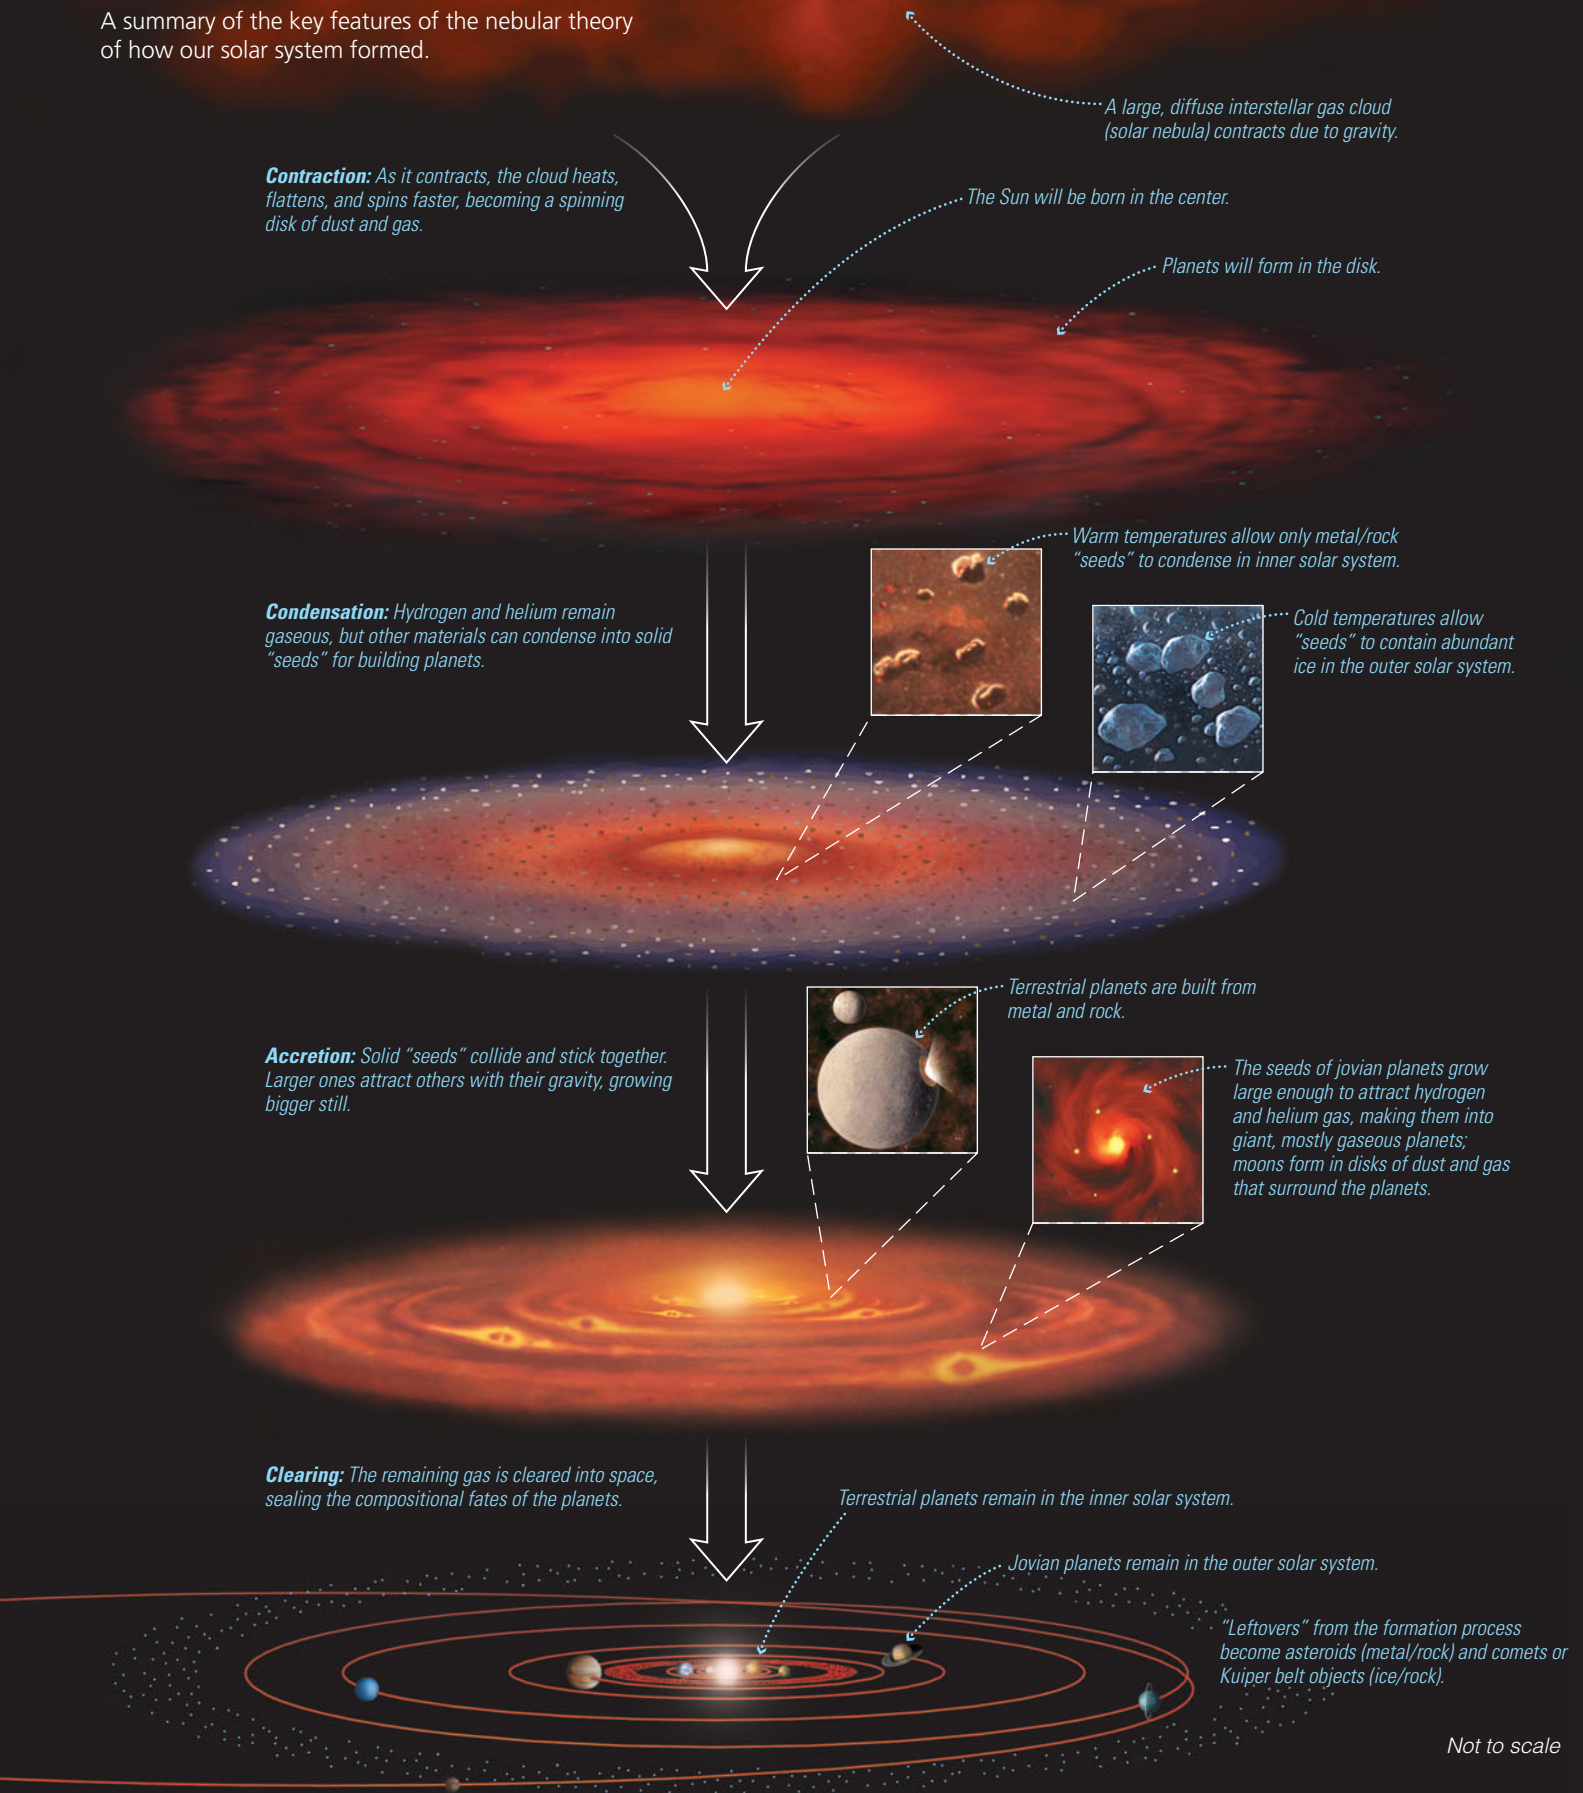 A summary of the key features of the nebular theory
of how our solar system formed.
A large, diffuse interstellar gas cloud
(solar nebula) contracts due to gravity.
Contraction: As it contracts, the cloud heats,
flattens, and spins faster, becoming a spinning
disk of dust and gas.
The Sun will be born in the center.
Planets will form in the disk.
Warm temperatures allow only metal/rock
“seeds” to condense in inner solar system.
Condensation: Hydrogen and helium remain
gaseous, but other materials can condense into solid
“seeds” for building planets.
Cold temperatures allow
“seeds” to contain abundant
ice in the outer solar system.
Terrestrial planets are built from
metal and rock.
Accretion: Solid “seeds” collide and stick together.
Larger ones attract others with their gravity, growing
bigger still.
The seeds of jovian planets grow
large enough to attract hydrogen
and helium gas, making them into
giant, mostly gaseous planets;
moons form in disks of dust and gas
that surround the planets.
Clearing: The remaining gas is cleared into space,
sealing the compositional fates of the planets.
Terrestrial planets remain in the inner solar system.
Jovian planets remain in the outer solar system.
“Leftovers” from the formation process
become asteroids (metal/rock) and comets or
Kuiper belt objects (ice/rock).
Not to scale